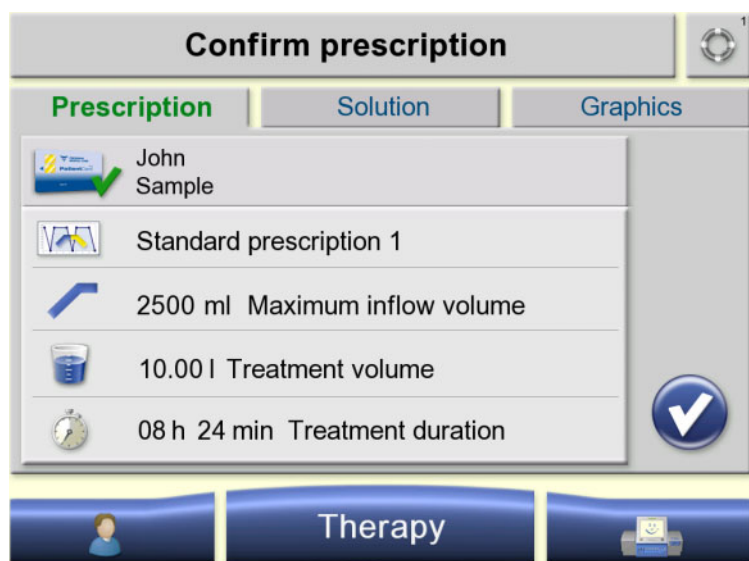 Confirm prescription
1
Prescription
Solution
Graphics
John
Sample
Standard prescription 1
2500 ml Maximum inflow volume
10.00 l Treatment volume
08 h 24 min Treatment duration
Therapy